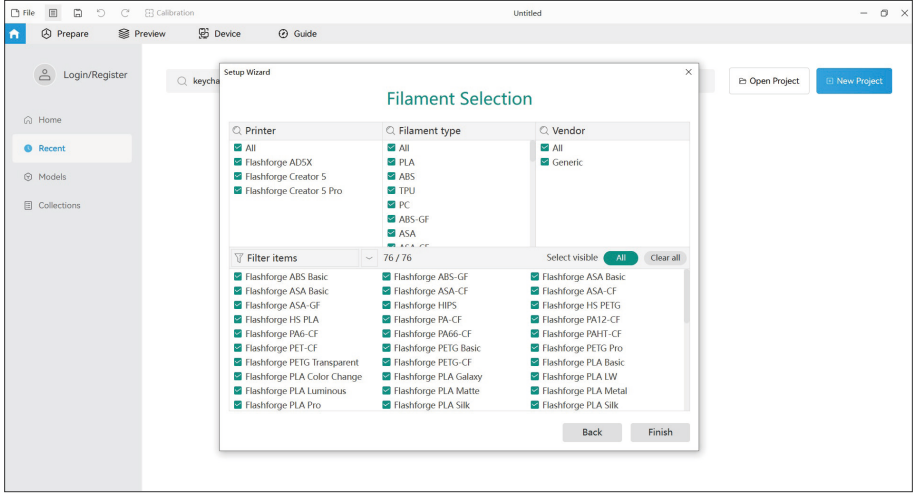 File
Calibration
Untitled
Prepare
Preview
Device
Guide
Login/Register
Home
Recent
Models
Collections
keycha
Open Project
New Project
Setup Wizard
Filament Selection
Printer
All
Flashforge AD5X
Flashforge Creator 5
Flashforge Creator 5 Pro
Filament type
All
PLA
ABS
TPU
PC
ABS-GF
ASA
Vendor
All
Generic
Filter items
76 / 76
Select visible
All
Clear all
Flashforge ABS Basic Flashforge ABS-GF Flashforge ASA Basic
Flashforge ASA Basic Flashforge ASA-CF Flashforge ASA-CF
Flashforge ASA-GF Flashforge HIPS Flashforge HS PETG
Flashforge HS PLA Flashforge PA-CF Flashforge PA12-CF
Flashforge PA6-CF Flashforge PA66-CF Flashforge PAHT-CF
Flashforge PET-CF Flashforge PETG Basic Flashforge PETG Pro
Flashforge PETG Transparent Flashforge PETG-CF Flashforge PLA Basic
Flashforge PLA Color Change Flashforge PLA Galaxy Flashforge PLA LW
Flashforge PLA Luminous Flashforge PLA Matte Flashforge PLA Metal
Flashforge PLA Pro Flashforge PLA Silk Flashforge PLA Silk
Back
Finish